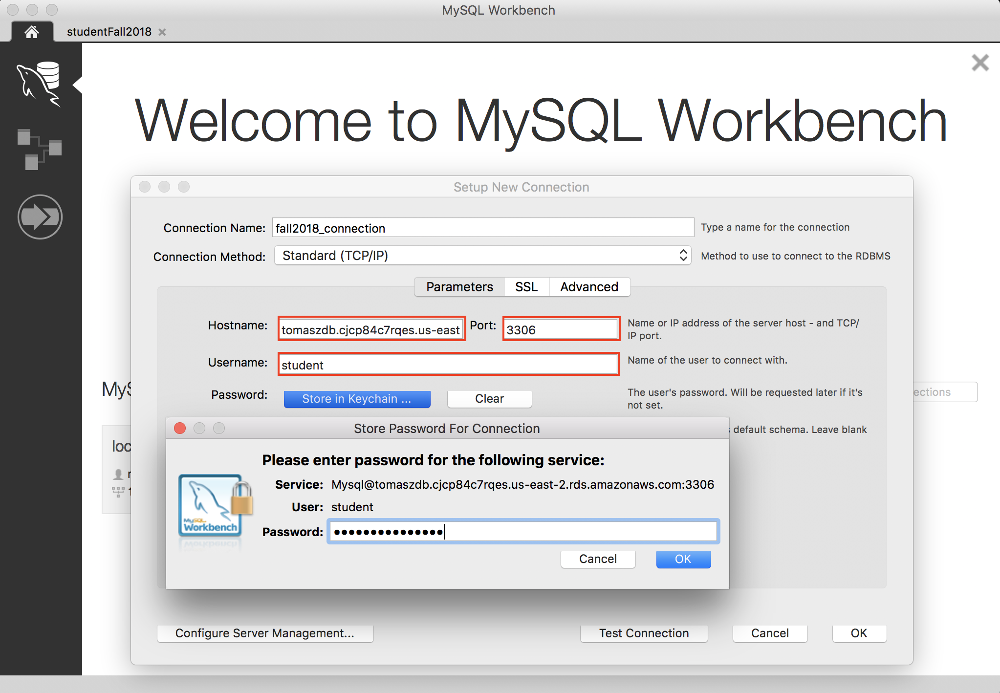 MySQL Workbench
studentFall2018
Welcome to MySQL Workbench
Setup New Connection
Connection Name: fall2018_connection Type a name for the connection
Connection Method: Standard (TCP/IP) Method to use to connect to the RDBMS
Parameters SSL Advanced
Hostname: tomaszdb.cjcp84c7rqes.us-east Port: 3306 Name or IP address of the server host - and TCP/
IP port.
Username: student Name of the user to connect with.
Password: Store in Keychain ... Clear The user's password. Will be requested later if it's
not set.
MyS
ections
default schema. Leave blank
loc
Store Password For Connection
Please enter password for the following service:
Service: Mysql@tomaszdb.cjcp84c7rqes.us-east-2.rds.amazonaws.com:3306
User: student
MySQL
Workbench
Password: •••••••••••••••
Cancel OK
Configure Server Management... Test Connection Cancel OK